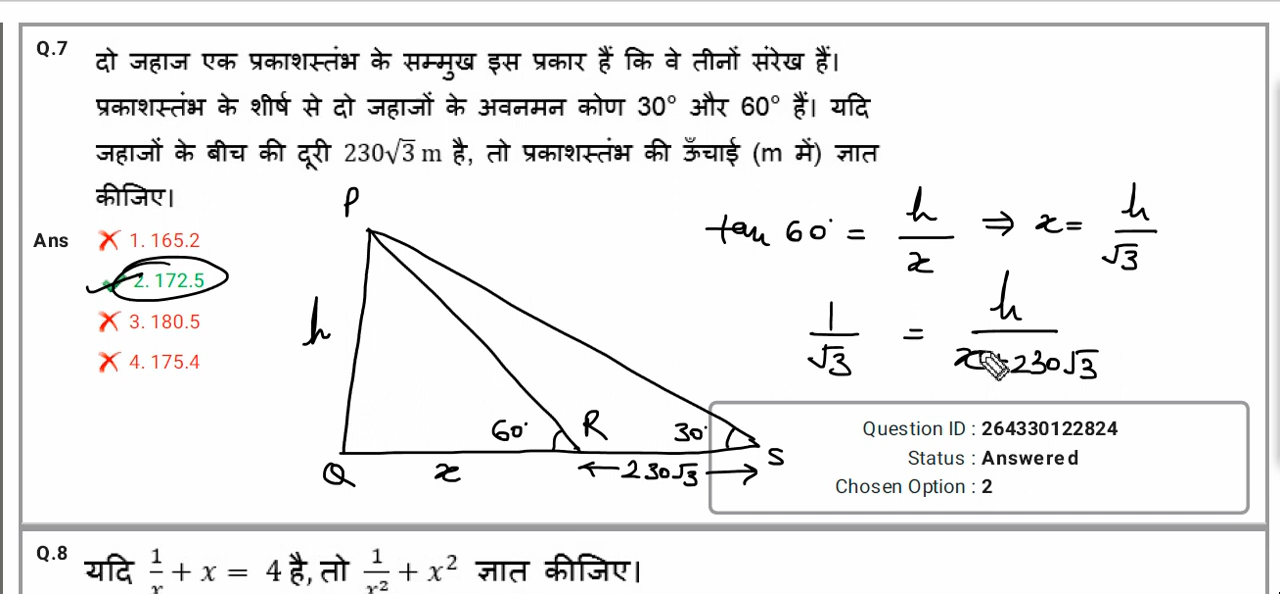 Q.7 दो जहाज एक प्रकाशस्तंभ के सम्मुख इस प्रकार हैं कि वे तीनों संरेख हैं।
प्रकाशस्तंभ के शीर्ष से दो जहाजों के अवनमन कोण 30° और 60° हैं। यदि
जहाजों के बीच की दूरी 230√3 m है, तो प्रकाशस्तंभ की ऊँचाई (m में) ज्ञात
कीजिए।
Ans 1. 165.2
2. 172.5
3. 180.5
4. 175.4
P
h
60°
R
30°
Q
x
230√3
S
tan 60° = h/x ⇒ x = h/√3
1/√3 = h/x+230√3
Question ID : 264330122824
Status : Answered
Chosen Option : 2
Q.8 यदि 1/x + x = 4 है, तो 1/x² + x² ज्ञात कीजिए।